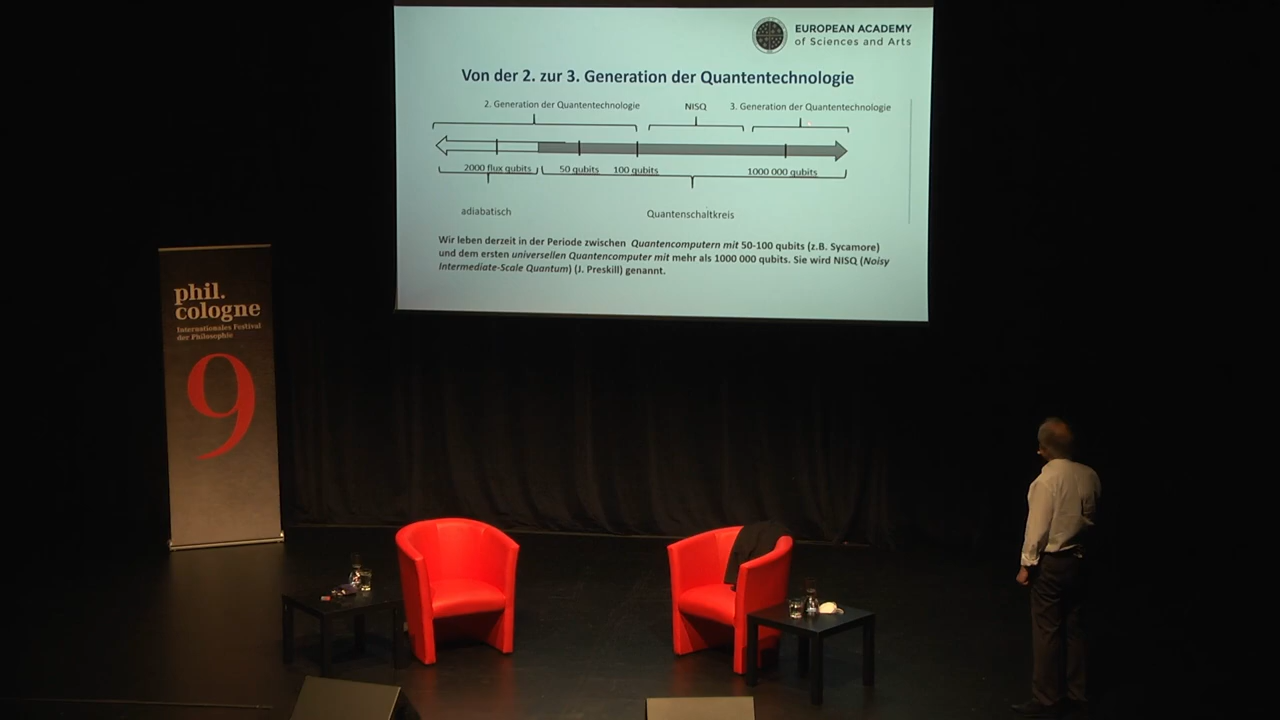 EUROPEAN ACADEMY
of Sciences and Arts
Von der 2. zur 3. Generation der Quantentechnologie
2. Generation der Quantentechnologie
NISQ
3. Generation der Quantentechnologie
2000 flux qubits
50 qubits
100 qubits
1000 000 qubits
adiabatisch
Quantenschaltkreis
Wir leben derzeit in der Periode zwischen Quantencomputern mit 50-100 qubits (z.B. Sycamore)
und dem ersten universellen Quantencomputer mit mehr als 1000 000 qubits. Sie wird NISQ (Noisy
Intermediate-Scale Quantum) (J. Preskill) genannt.
phil.
cologne
Internationales Festival
der Philosophie
9